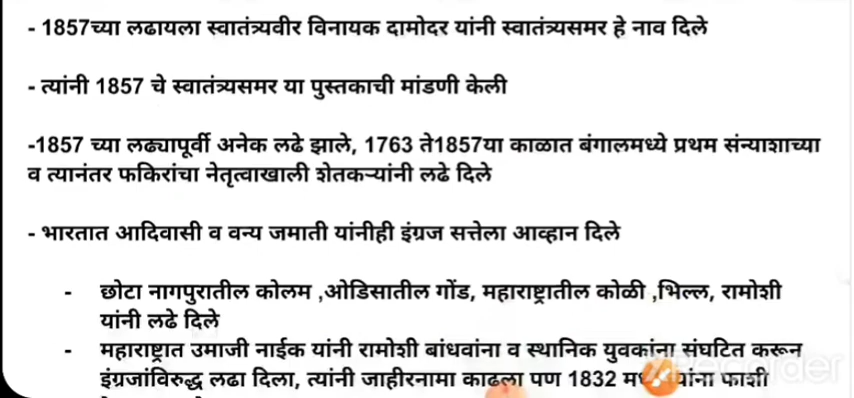 - 1857च्या लढायला स्वातंत्र्यवीर विनायक दामोदर यांनी स्वातंत्र्यसमर हे नाव दिले
- त्यांनी 1857 चे स्वातंत्र्यसमर या पुस्तकाची मांडणी केली
-1857 च्या लढ्यापूर्वी अनेक लढे झाले, 1763 ते1857या काळात बंगालमध्ये प्रथम संन्याशाच्या
व त्यानंतर फकिरांचा नेतृत्वाखाली शेतकऱ्यांनी लढे दिले
- भारतात आदिवासी व वन्य जमाती यांनीही इंग्रज सत्तेला आव्हान दिले
- छोटा नागपुरातील कोलम ,ओडिसातील गोंड, महाराष्ट्रातील कोळी ,भिल्ल, रामोशी
यांनी लढे दिले
- महाराष्ट्रात उमाजी नाईक यांनी रामोशी बांधवांना व स्थानिक युवकांना संघटित करून
इंग्रजांविरुद्ध लढा दिला, त्यांनी जाहीरनामा काढला पण 1832 फाशी